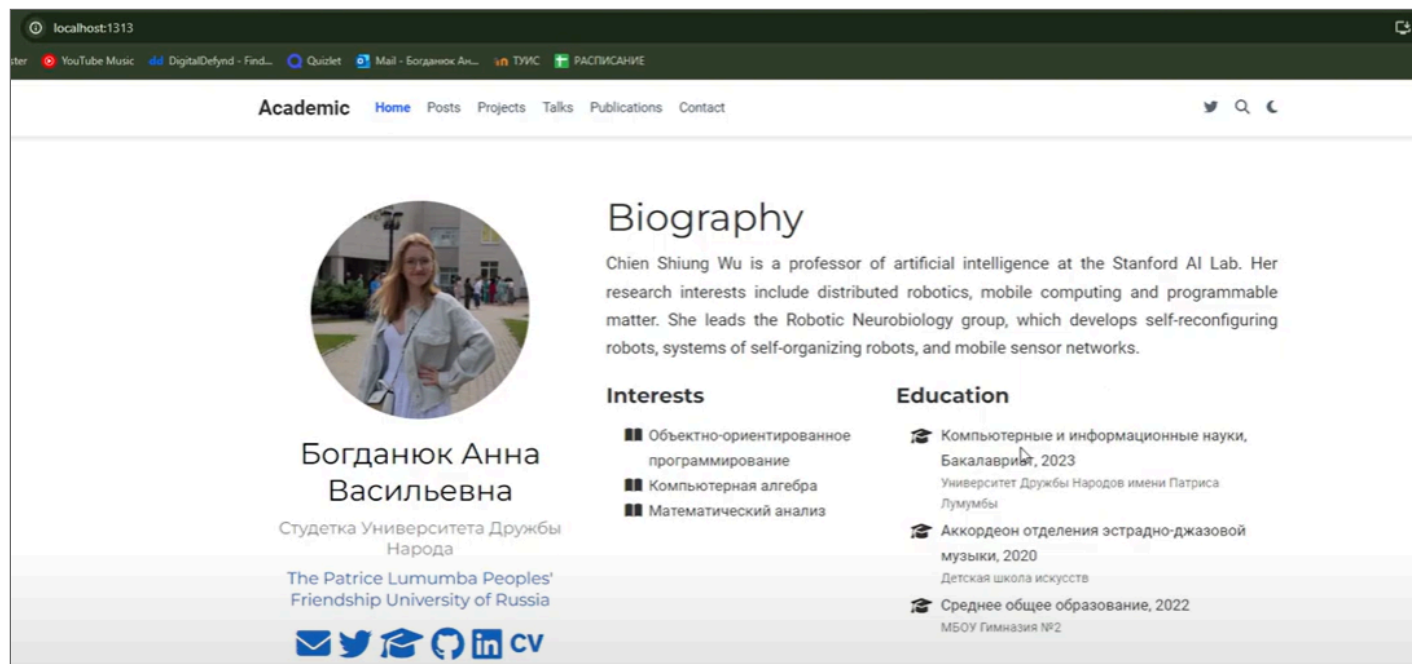 localhost:1313
ster YouTube Music dd DigitalDefynd - Find... Quizlet Mail - Богданюк Ан... ТУИС РАСПИСАНИЕ
Academic Home Posts Projects Talks Publications Contact
Biography
Chien Shiung Wu is a professor of artificial intelligence at the Stanford AI Lab. Her
research interests include distributed robotics, mobile computing and programmable
matter. She leads the Robotic Neurobiology group, which develops self-reconfiguring
robots, systems of self-organizing robots, and mobile sensor networks.
Богданюк Анна
Васильевна
Студетка Университета Дружбы
Народа
The Patrice Lumumba Peoples'
Friendship University of Russia
CV
Interests
Объектно-ориентированное
программирование
Компьютерная алгебра
Математический анализ
Education
Компьютерные и информационные науки,
Бакалавриат, 2023
Университет Дружбы Народов имени Патриса
Лумумбы
Аккордеон отделения эстрадно-джазовой
музыки, 2020
Детская школа искусств
Среднее общее образование, 2022
МБОУ Гимназия №2